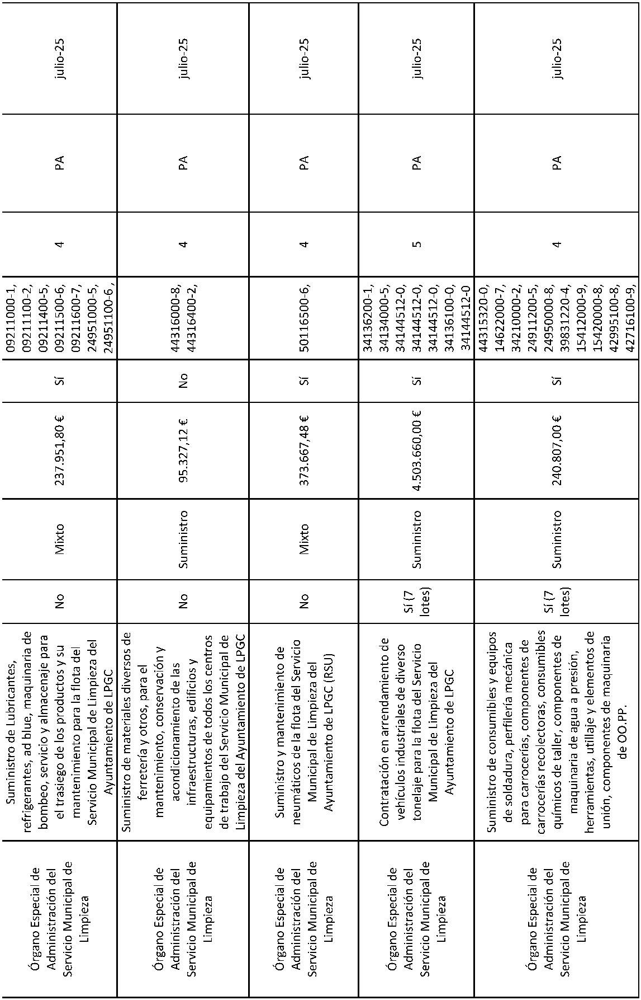 Órgano Especial de
Administración del
Servicio Municipal de
Limpieza
Suministro de Lubricantes,
refrigerantes, ad blue, maquinaria de
bombeo, servicio y almacenaje para
el trasiego de los productos y su
mantenimiento para la flota del
Servicio Municipal de Limpieza del
Ayuntamiento de LPGC
No
Mixto
237.951,80 €
Sí
09211000-1,
09211100-2,
09211400-5,
09211500-6,
09211600-7,
24951000-5,
24951100-6 ,
4
PA
julio-25
Órgano Especial de
Administración del
Servicio Municipal de
Limpieza
Suministro de materiales diversos de
ferretería y otros, para el
mantenimiento, conservación y
acondicionamiento de las
infraestructuras, edificios y
equipamientos de todos los centros
de trabajo del Servicio Municipal de
Limpieza del Ayuntamiento de LPGC
No
Suministro
95.327,12 €
No
44316000-8,
44316400-2,
4
PA
julio-25
Órgano Especial de
Administración del
Servicio Municipal de
Limpieza
Suministro y mantenimiento de
neumáticos de la flota del Servicio
Municipal de Limpieza del
Ayuntamiento de LPGC (RSU)
No
Mixto
373.667,48 €
Sí
50116500-6,
4
PA
julio-25
Órgano Especial de
Administración del
Servicio Municipal de
Limpieza
Contratación en arrendamiento de
vehículos industriales de diverso
tonelaje para la flota del Servicio
Municipal de Limpieza del
Ayuntamiento de LPGC
Sí (7
lotes)
Suministro
4.503.660,00 €
Sí
34136200-1,
34134000-5,
34144512-0,
34144512-0,
34144512-0,
34136100-0,
34144512-0
5
PA
julio-25
Órgano Especial de
Administración del
Servicio Municipal de
Limpieza
Suministro de consumibles y equipos
de soldadura, perfilería mecánica
para carrocerías, componentes de
carrocerías recolectoras, consumibles
químicos de taller, componentes de
maquinaria de agua a presión,
herramientas, utillaje y elementos de
unión, componentes de maquinaria
de OO.PP.
Sí (7
lotes)
Suministro
240.807,00 €
Sí
44315320-0,
14622000-7,
34210000-2,
24911200-5,
24950000-8,
39831220-4,
15412000-9,
15420000-8,
42995100-8,
42716100-9,
4
PA
julio-25